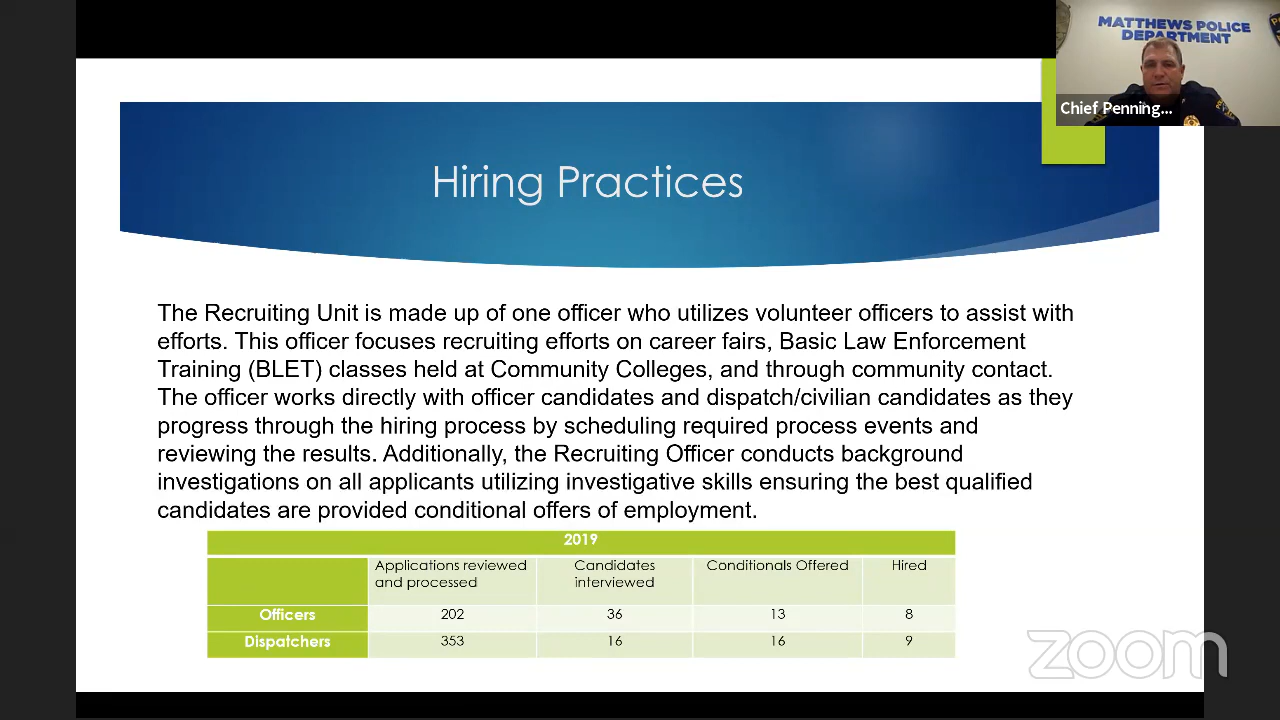 MATTHEWS POLICE
DEPARTMENT
Chief Penning...
Hiring Practices
The Recruiting Unit is made up of one officer who utilizes volunteer officers to assist with
efforts. This officer focuses recruiting efforts on career fairs, Basic Law Enforcement
Training (BLET) classes held at Community Colleges, and through community contact.
The officer works directly with officer candidates and dispatch/civilian candidates as they
progress through the hiring process by scheduling required process events and
reviewing the results. Additionally, the Recruiting Officer conducts background
investigations on all applicants utilizing investigative skills ensuring the best qualified
candidates are provided conditional offers of employment.
2019
Applications reviewed and processed Candidates interviewed Conditionals Offered Hired
Officers 202 36 13 8
Dispatchers 353 16 16 9
zoom